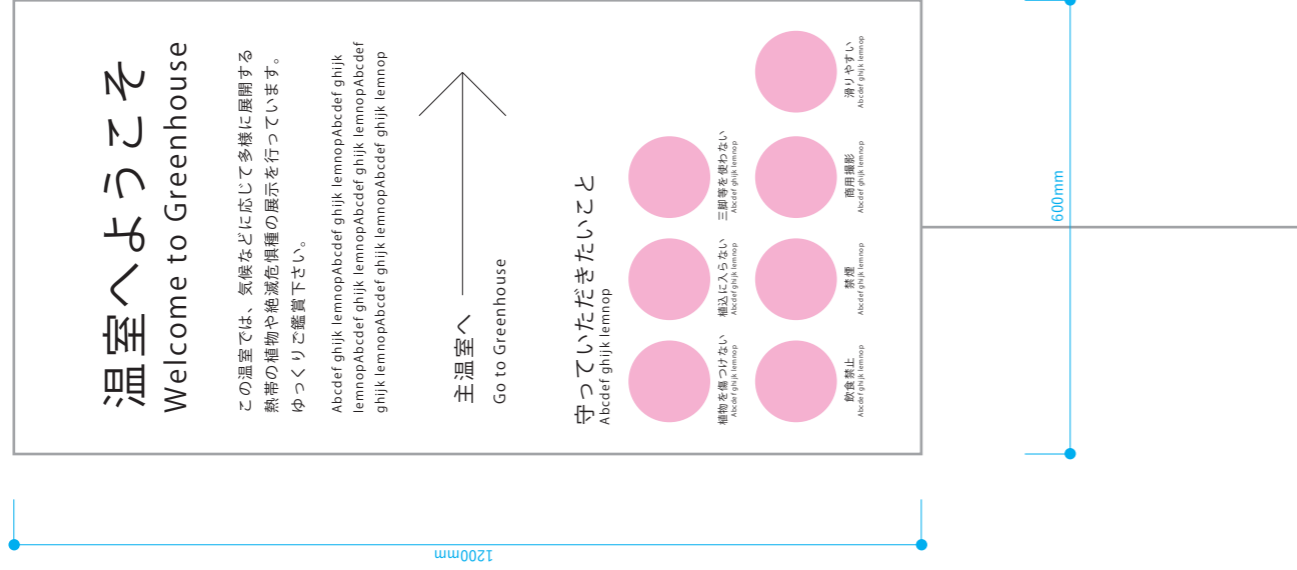 温室へようこそ
Welcome to Greenhouse
この温室では、気候などに応じて多様に展開する
熱帯の植物や絶滅危惧種の展示を行っています。
ゆっくりご鑑賞下さい。
Abcdef ghijk lemnopAbcdef ghijk lemnopAbcdef ghijk
lemnopAbcdef ghijk lemnopAbcdef ghijk lemnopAbcdef
ghijk lemnopAbcdef ghijk lemnopAbcdef ghijk lemnop
主温室へ
Go to Greenhouse
守っていただきたいこと
Abcdef ghijk lemnop
植物を傷つけない
Abcdef ghijk lemnop
植込に入らない
Abcdef ghijk lemnop
三脚等を使わない
Abcdef ghijk lemnop
飲食禁止
Abcdef ghijk lemnop
禁煙
Abcdef ghijk lemnop
商用撮影
Abcdef ghijk lemnop
滑りやすい
Abcdef ghijk lemnop
600mm
1200mm